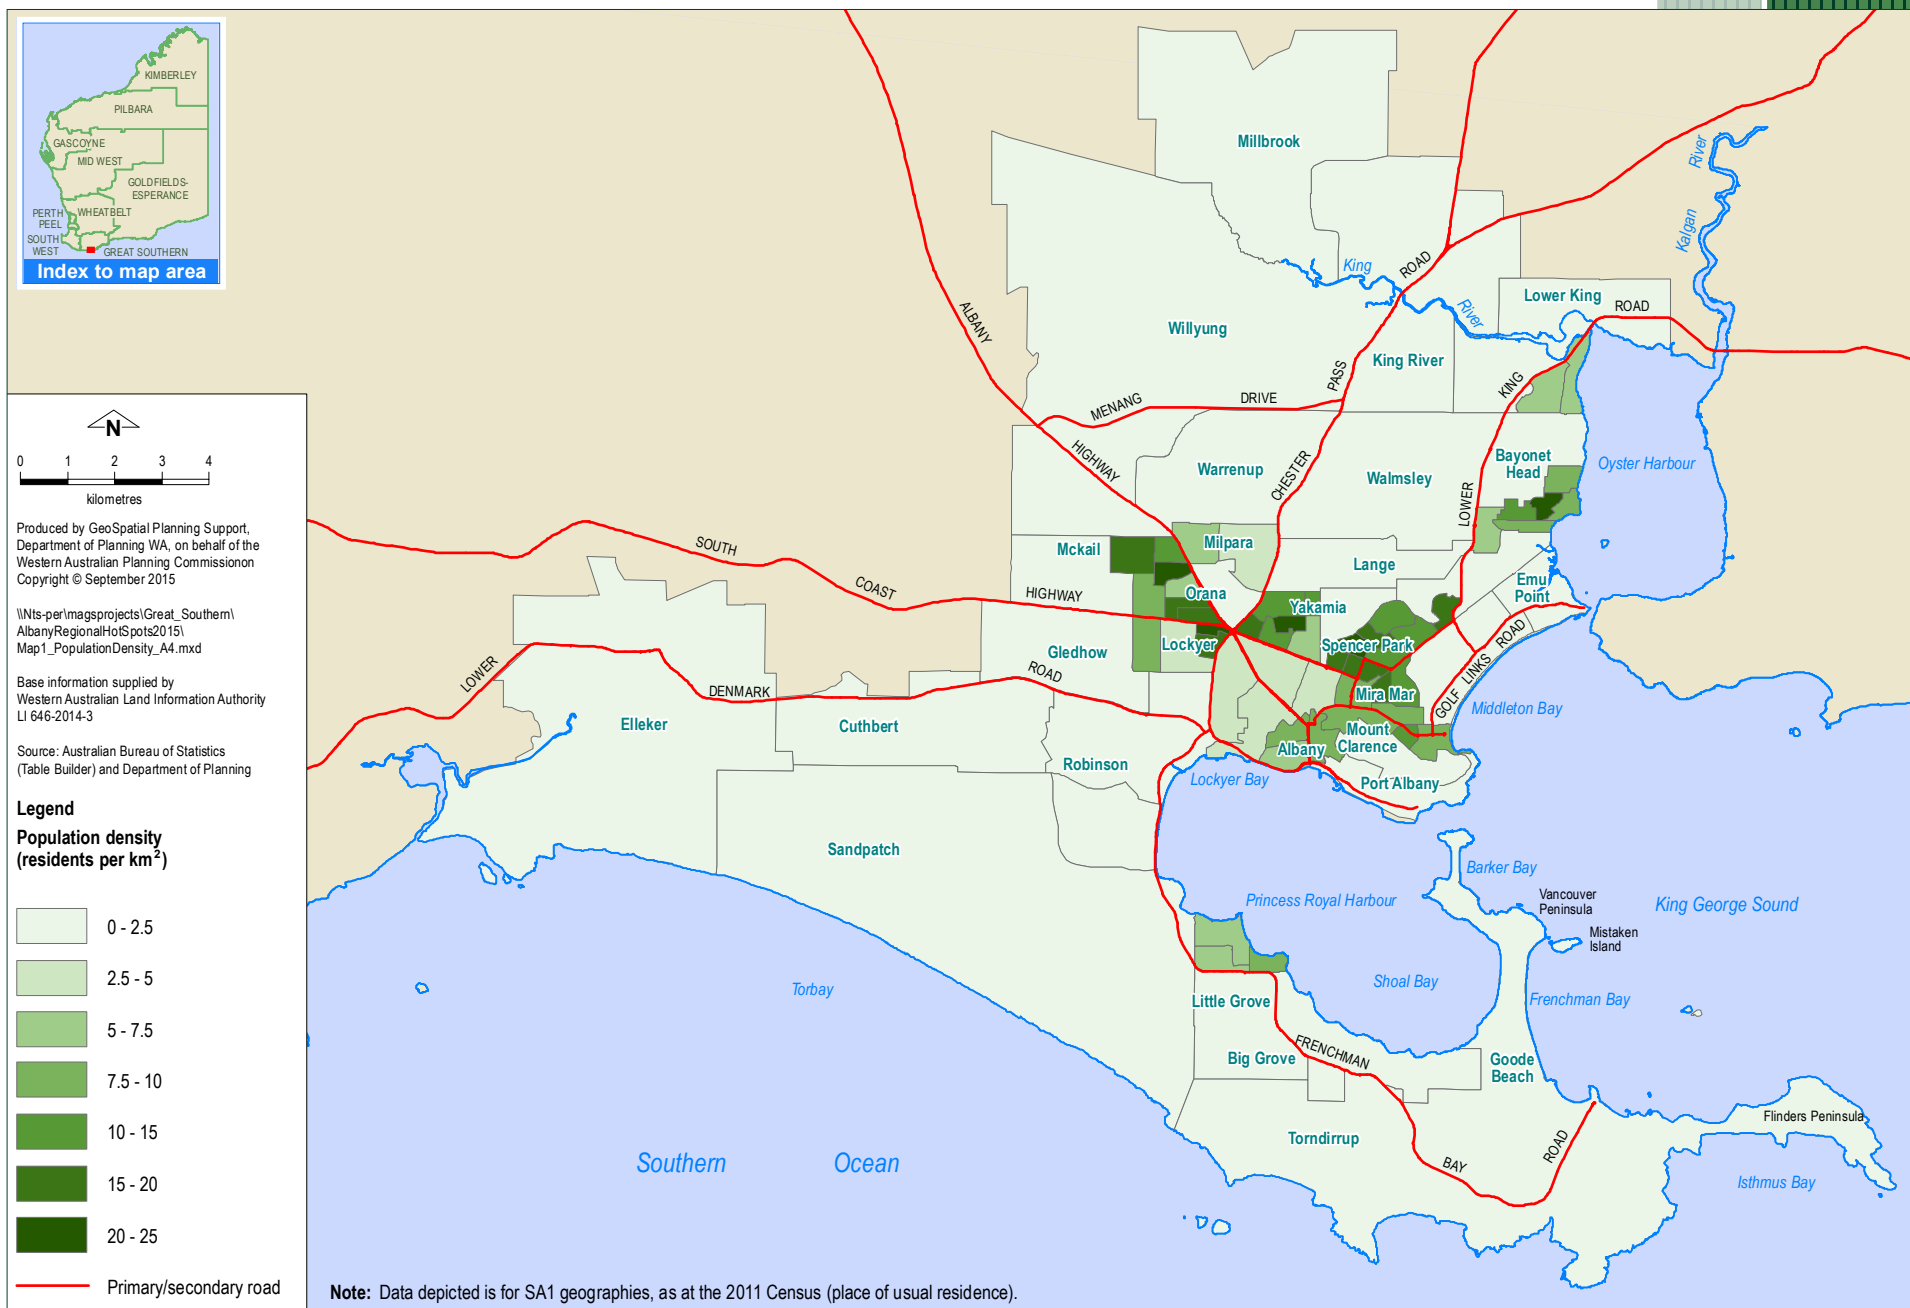 KIMBERLEY
PILBARA
GASCOYNE
MID WEST
GOLDFIELDS-
ESPERANCE
PERTH
PEEL
WHEATBELT
SOUTH
WEST
GREAT SOUTHERN
Index to map area
N
0 1 2 3 4
kilometres
Produced by GeoSpatial Planning Support,
Department of Planning WA, on behalf of the
Western Australian Planning Commissionon
Copyright © September 2015
\\Nts-per\magsprojects\Great_Southern\
AlbanyRegionalHotSpots2015\
Map1_PopulationDensity_A4.mxd
Base information supplied by
Western Australian Land Information Authority
LI 646-2014-3
Source: Australian Bureau of Statistics
(Table Builder) and Department of Planning
Legend
Population density
(residents per km²)
0 - 2.5
2.5 - 5
5 - 7.5
7.5 - 10
10 - 15
15 - 20
20 - 25
Primary/secondary road
Note: Data depicted is for SA1 geographies, as at the 2011 Census (place of usual residence).
Millbrook
River
Kalgan
King
River
ROAD
Lower King
ROAD
ALBANY
Willyung
King River
KING
PASS
MENANG
DRIVE
HIGHWAY
Warrenup
CHESTER
Walmsley
LOWER
Bayonet
Head
Oyster Harbour
SOUTH
COAST
HIGHWAY
Mckail
Milpara
Lange
Emu
Point
Orana
Yakamia
Lockyer
Spencer Park
Gledhow
ROAD
LOWER
DENMARK
ROAD
LINKS
GOLF
Mira Mar
Middleton Bay
Elleker
Cuthbert
Robinson
Mount
Clarence
Albany
Lockyer Bay
Port Albany
Sandpatch
Barker Bay
Princess Royal Harbour
Vancouver
Peninsula
King George Sound
Mistaken
Island
Torbay
Shoal Bay
Frenchman Bay
Little Grove
FRENCHMAN
Big Grove
Goode
Beach
Flinders Peninsula
Torndirrup
BAY
ROAD
Isthmus Bay
Southern Ocean